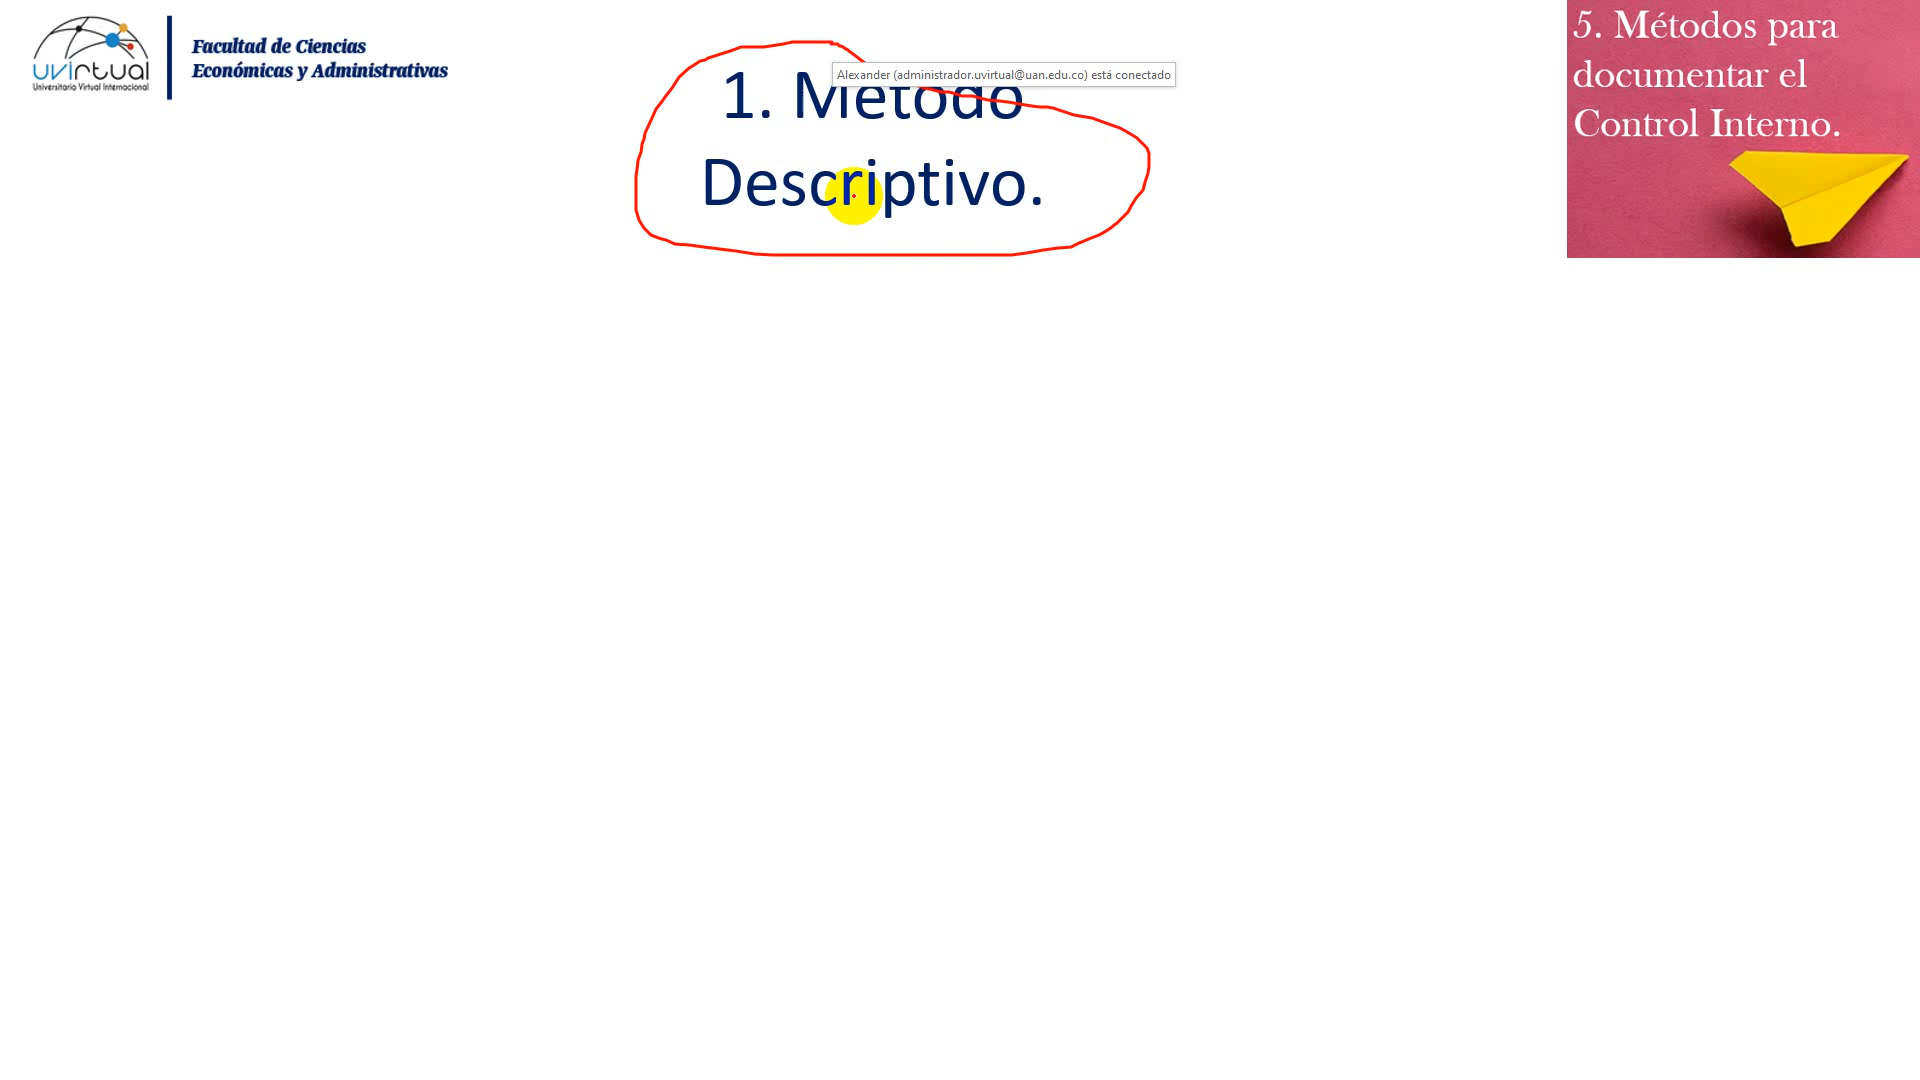 uvirtual
Universitaria Virtual Internacional
Facultad de Ciencias
Económicas y Administrativas
Alexander (administrador.uvirtual@uan.edu.co) está conectado
1. Método
Descriptivo.
5. Métodos para
documentar el
Control Interno.